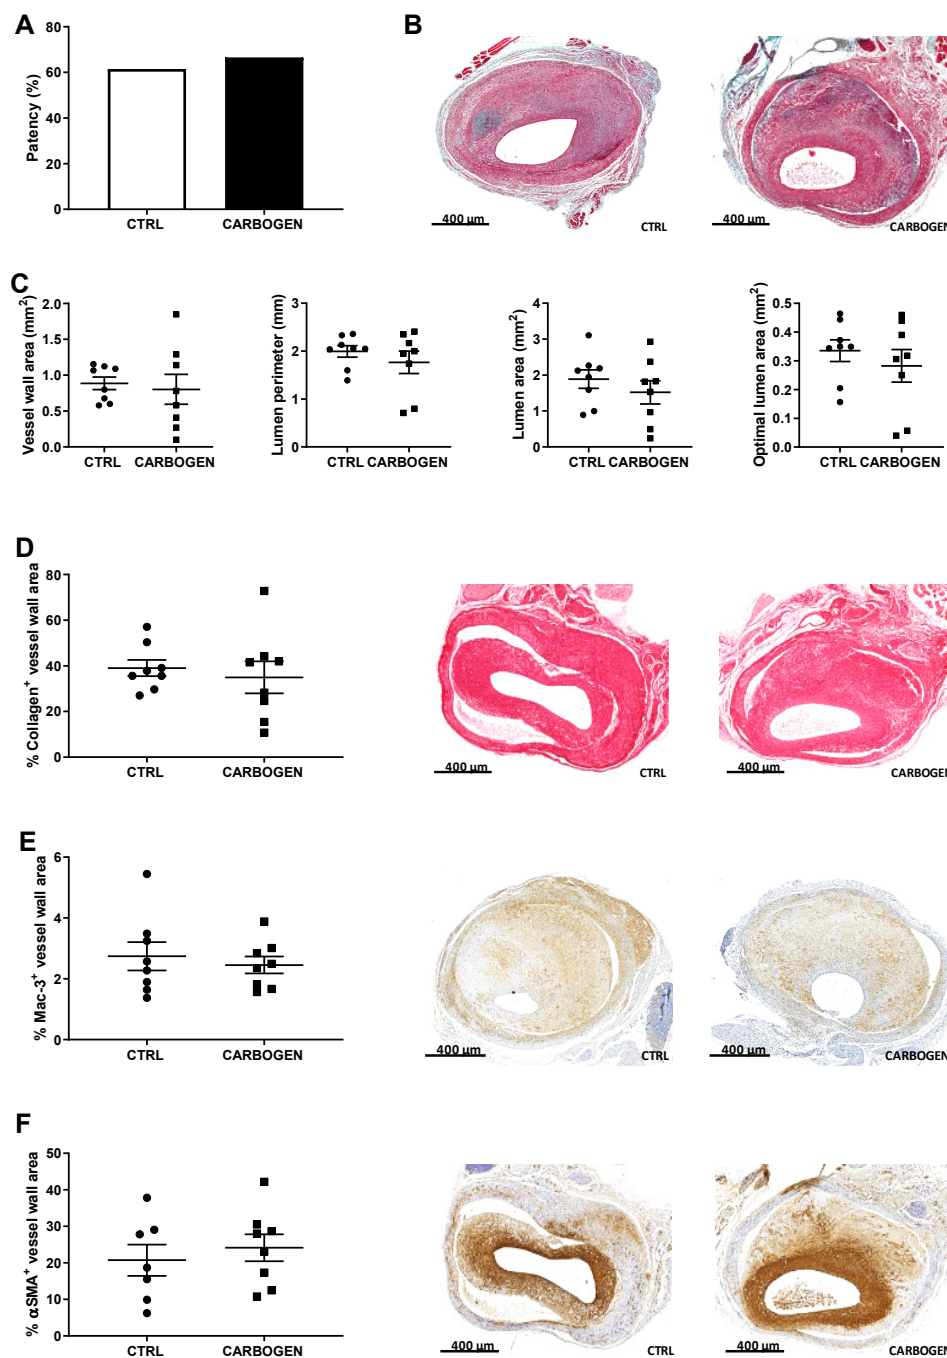 A
80
60
40
20
0
Patency (%)
CTRL
CARBOGEN
B
400 µm
CTRL
400 µm
CARBOGEN
C
2.0
1.5
1.0
0.5
0.0
Vessel wall area (mm²)
CTRL
CARBOGEN
3
2
1
0
Lumen perimeter (mm)
CTRL
CARBOGEN
4
3
2
1
0
Lumen area (mm²)
CTRL
CARBOGEN
0.5
0.4
0.3
0.2
0.1
0.0
Optimal lumen area (mm²)
CTRL
CARBOGEN
D
80
60
40
20
0
% Collagen⁺ vessel wall area
CTRL
CARBOGEN
400 µm
CTRL
400 µm
CARBOGEN
E
6
4
2
0
% Mac-3⁺ vessel wall area
CTRL
CARBOGEN
400 µm
CTRL
400 µm
CARBOGEN
F
50
40
30
20
10
0
% αSMA⁺ vessel wall area
CTRL
CARBOGEN
400 µm
CTRL
400 µm
CARBOGEN